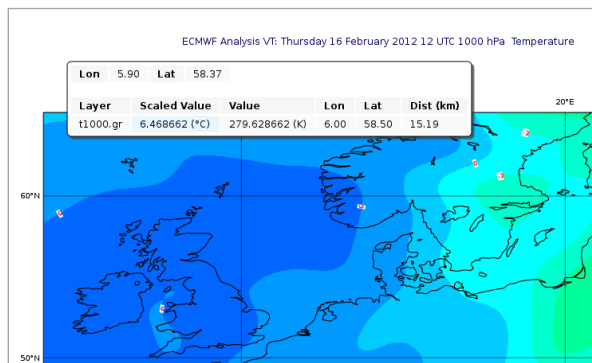 ECMWF Analysis VT: Thursday 16 February 2012 12 UTC 1000 hPa Temperature
Lon 5.90 Lat 58.37
Layer Scaled Value Value Lon Lat Dist (km)
t1000.gr 6.468662 (°C) 279.628662 (K) 6.00 58.50 15.19
20°E
60°N
50°N